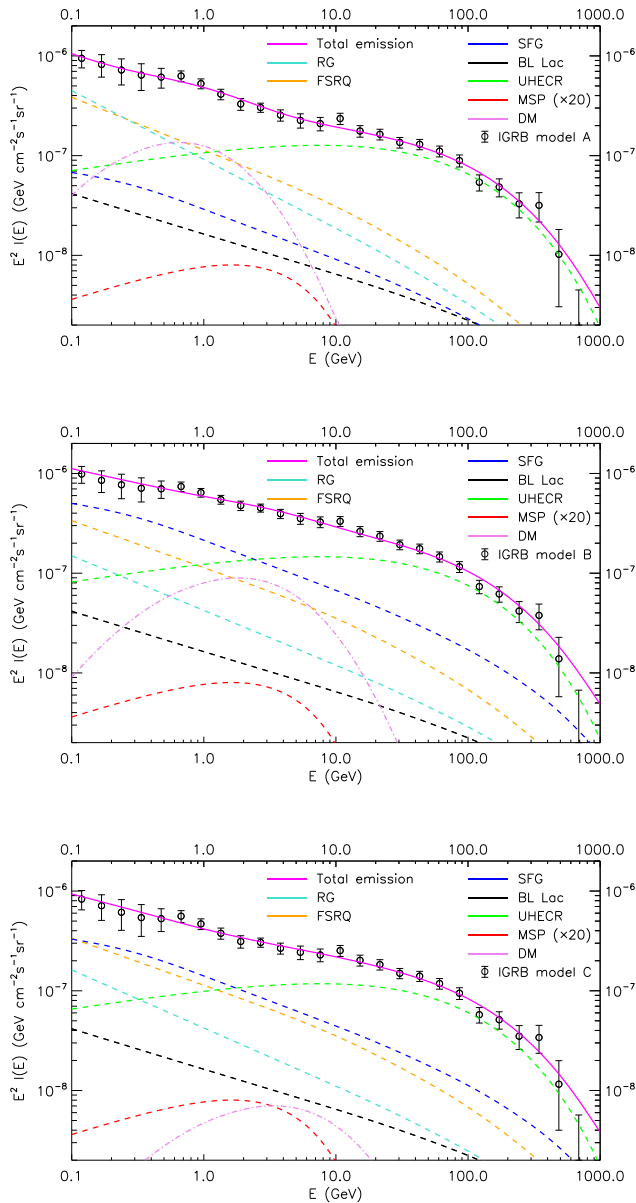 0.1 1.0 10.0 100.0 1000.0
10⁻⁶ 10⁻⁶
Total emission SFG
RG BL Lac
FSRQ UHECR
MSP (×20)
DM
IGRB model A
10⁻⁷ 10⁻⁷
10⁻⁸ 10⁻⁸
E² I(E) (GeV cm⁻²s⁻¹sr⁻¹)
0.1 1.0 10.0 100.0 1000.0
E (GeV)
0.1 1.0 10.0 100.0 1000.0
10⁻⁶ 10⁻⁶
Total emission SFG
RG BL Lac
FSRQ UHECR
MSP (×20)
DM
IGRB model B
10⁻⁷ 10⁻⁷
10⁻⁸ 10⁻⁸
E² I(E) (GeV cm⁻²s⁻¹sr⁻¹)
0.1 1.0 10.0 100.0 1000.0
E (GeV)
0.1 1.0 10.0 100.0 1000.0
10⁻⁶ 10⁻⁶
Total emission SFG
RG BL Lac
FSRQ UHECR
MSP (×20)
DM
IGRB model C
10⁻⁷ 10⁻⁷
10⁻⁸ 10⁻⁸
E² I(E) (GeV cm⁻²s⁻¹sr⁻¹)
0.1 1.0 10.0 100.0 1000.0
E (GeV)